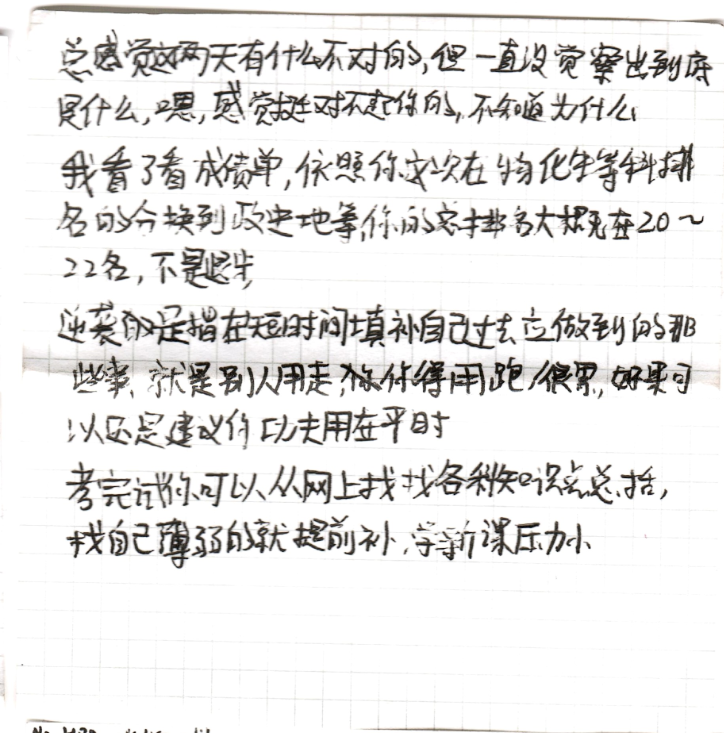 总感觉这两天有什么不对的,但一直没觉察出到底
是什么,嗯,感觉挺对不起你的,不知道为什么
我看了看成绩单,依照你这次在物化生等科排
名的分换到政史地等,你的总排名大概在20~
22名,不是退步,
逆袭仅是指在短时间填补自己过去应做到的那
些事,就是别人用走,你得用跑,很累,如果可
以还是建议你功夫用在平时
考完试你可以从网上找找各种知识点总括,
找自己薄弱的就提前补,学新课压力小